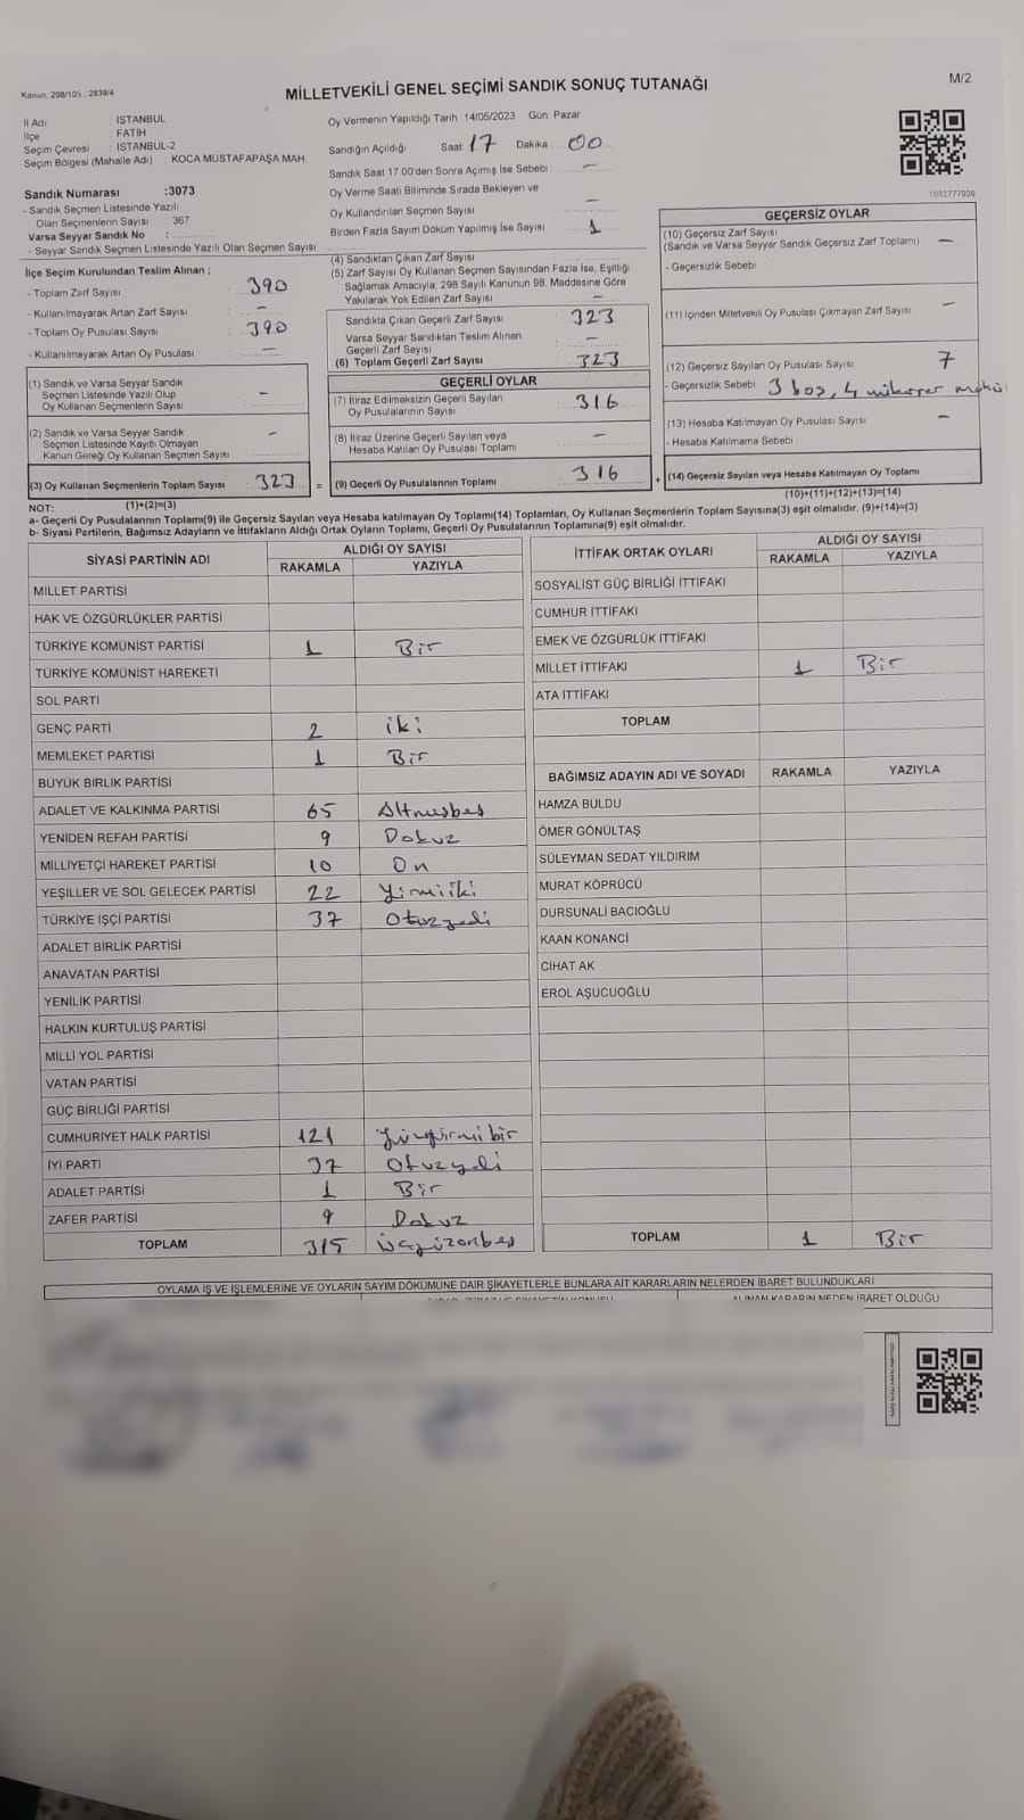 Kanun: 298/105 ; 2839/4
MİLLETVEKİLİ GENEL SEÇİMİ SANDIK SONUÇ TUTANAĞI
M/2
İl Adı : İSTANBUL
İlçe : FATİH
Seçim Çevresi : İSTANBUL-2
Seçim Bölgesi (Mahalle Adı) : KOCA MUSTAFAPAŞA MAH.
Sandık Numarası :3073
- Sandık Seçmen Listesinde Yazılı
Olan Seçmenlerin Sayısı 367
Varsa Seyyar Sandık No :
- Seyyar Sandık Seçmen Listesinde Yazılı Olan Seçmen Sayısı
Oy Vermenin Yapıldığı Tarih 14/05/2023 Gün: Pazar
Sandığın Açıldığı Saat 17 Dakika 00
Sandık Saat 17.00'den Sonra Açılmış İse Sebebi —
Oy Verme Saati Bitiminde Sırada Bekleyen ve
Oy Kullandırılan Seçmen Sayısı —
Birden Fazla Sayım Döküm Yapılmış İse Sayısı 1
İlçe Seçim Kurulundan Teslim Alınan ;
- Toplam Zarf Sayısı 390
- Kullanılmayarak Artan Zarf Sayısı —
- Toplam Oy Pusulası Sayısı 390
- Kullanılmayarak Artan Oy Pusulası —
(1) Sandık ve Varsa Seyyar Sandık
Seçmen Listesinde Yazılı Olup
Oy Kullanan Seçmenlerin Sayısı —
(2) Sandık ve Varsa Seyyar Sandık
Seçmen Listesinde Kayıtlı Olmayan
Kanun Gereği Oy Kullanan Seçmen Sayısı —
(3) Oy Kullanan Seçmenlerin Toplam Sayısı 323
(1)+(2)=(3)
(4) Sandıktan Çıkan Zarf Sayısı
(5) Zarf Sayısı Oy Kullanan Seçmen Sayısından Fazla İse, Eşitliği
Sağlamak Amacıyla, 298 Sayılı Kanunun 98. Maddesine Göre
Yakılarak Yok Edilen Zarf Sayısı —
Sandıkta Çıkan Geçerli Zarf Sayısı 323
Varsa Seyyar Sandıktan Teslim Alınan
Geçerli Zarf Sayısı —
(6) Toplam Geçerli Zarf Sayısı 323
GEÇERLİ OYLAR
(7) İtiraz Edilmeksizin Geçerli Sayılan
Oy Pusulalarının Sayısı 316
(8) İtiraz Üzerine Geçerli Sayılan veya
Hesaba Katılan Oy Pusulası Toplamı —
= (9) Geçerli Oy Pusulalarının Toplamı 316
GEÇERSİZ OYLAR
(10) Geçersiz Zarf Sayısı
(Sandık ve Varsa Seyyar Sandık Geçersiz Zarf Toplamı) —
- Geçersizlik Sebebi
(11) İçinden Milletvekili Oy Pusulası Çıkmayan Zarf Sayısı —
(12) Geçersiz Sayılan Oy Pusulası Sayısı 7
- Geçersizlik Sebebi 3 boş, 4 mükerrer
(13) Hesaba Katılmayan Oy Pusulası Sayısı —
- Hesaba Katılmama Sebebi
+ (14) Geçersiz Sayılan veya Hesaba Katılmayan Oy Toplamı
(10)+(11)+(12)+(13)=(14)
NOT:
a- Geçerli Oy Pusulalarının Toplamı(9) ile Geçersiz Sayılan veya Hesaba katılmayan Oy Toplamı(14) Toplamları, Oy Kullanan Seçmenlerin Toplam Sayısına(3) eşit olmalıdır. (9)+(14)=(3)
b- Siyasi Partilerin, Bağımsız Adayların ve İttifakların Aldığı Ortak Oyların Toplamı, Geçerli Oy Pusulalarının Toplamına(9) eşit olmalıdır.
SİYASİ PARTİNİN ADI ALDIĞI OY SAYISI
RAKAMLA YAZIYLA
MİLLET PARTİSİ
HAK VE ÖZGÜRLÜKLER PARTİSİ
TÜRKİYE KOMÜNİST PARTİSİ 1 Bir
TÜRKİYE KOMÜNİST HAREKETİ
SOL PARTİ
GENÇ PARTİ 2 iki
MEMLEKET PARTİSİ 1 Bir
BÜYÜK BİRLİK PARTİSİ
ADALET VE KALKINMA PARTİSİ 65 Altmışbeş
YENİDEN REFAH PARTİSİ 9 Dokuz
MİLLİYETÇİ HAREKET PARTİSİ 10 On
YEŞİLLER VE SOL GELECEK PARTİSİ 22 Yirmiiki
TÜRKİYE İŞÇİ PARTİSİ 37 Otuzyedi
ADALET BİRLİK PARTİSİ
ANAVATAN PARTİSİ
YENİLİK PARTİSİ
HALKIN KURTULUŞ PARTİSİ
MİLLİ YOL PARTİSİ
VATAN PARTİSİ
GÜÇ BİRLİĞİ PARTİSİ
CUMHURİYET HALK PARTİSİ 121 Yüzyirmibir
İYİ PARTİ 37 Otuzyedi
ADALET PARTİSİ 1 Bir
ZAFER PARTİSİ 9 Dokuz
TOPLAM 315 Üçyüzonbeş
İTTİFAK ORTAK OYLARI ALDIĞI OY SAYISI
RAKAMLA YAZIYLA
SOSYALİST GÜÇ BİRLİĞİ İTTİFAKI
CUMHUR İTTİFAKI
EMEK VE ÖZGÜRLÜK İTTİFAKI
MİLLET İTTİFAKI 1 Bir
ATA İTTİFAKI
TOPLAM
BAĞIMSIZ ADAYIN ADI VE SOYADI RAKAMLA YAZIYLA
HAMZA BULDU
ÖMER GÖNÜLTAŞ
SÜLEYMAN SEDAT YILDIRIM
MURAT KÖPRÜCÜ
DURSUNALİ BACIOĞLU
KAAN KONANCİ
CİHAT AK
EROL AŞUCUOĞLU
TOPLAM 1 Bir
OYLAMA İŞ VE İŞLEMLERİNE VE OYLARIN SAYIM DÖKÜMÜNE DAİR ŞİKAYETLERLE BUNLARA AİT KARARLARIN NELERDEN İBARET BULUNDUKLARI
ALINAN KARARIN NEDEN İBARET OLDUĞU